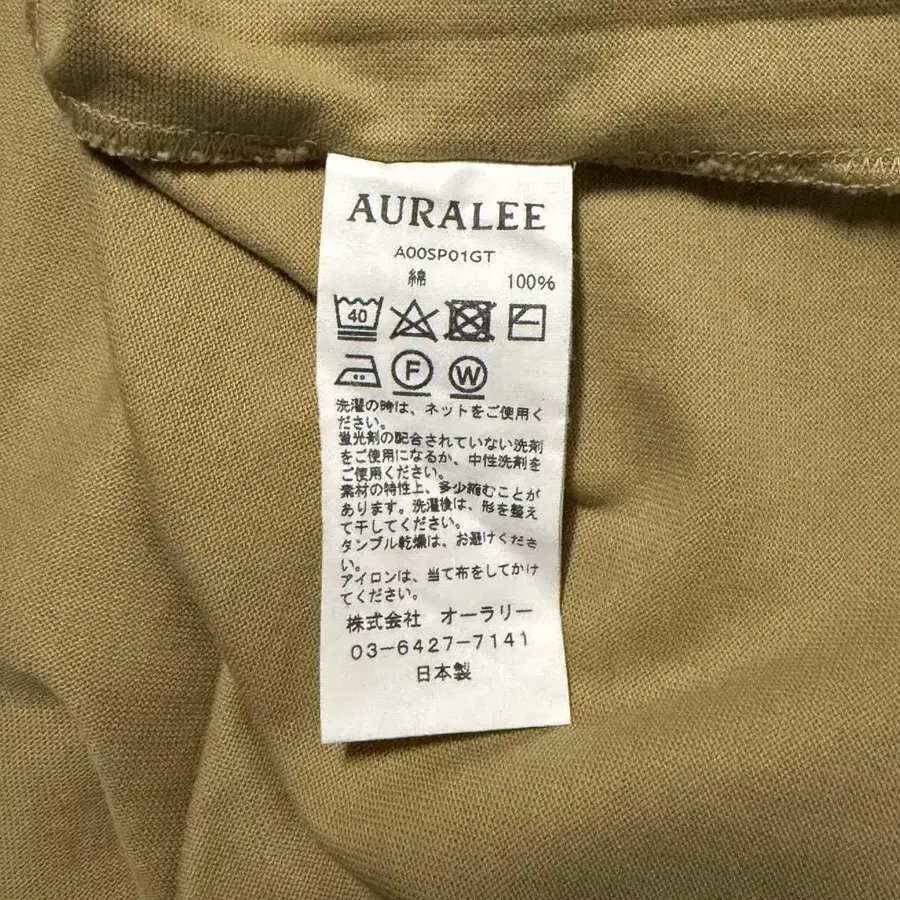 AURALEE
A00SP01GT
綿 100%
40
F W
洗濯の時は、ネットをご使用く
ださい。
蛍光剤の配合されていない洗剤
をご使用になるか、中性洗剤を
ご使用ください。
素材の特性上、多少縮むことが
あります。洗濯後は、形を整え
て干してください。
タンブル乾燥は、お避けくださ
い。
アイロンは、当て布をしてかけ
てください。
株式会社 オーラリー
03-6427-7141
日本製